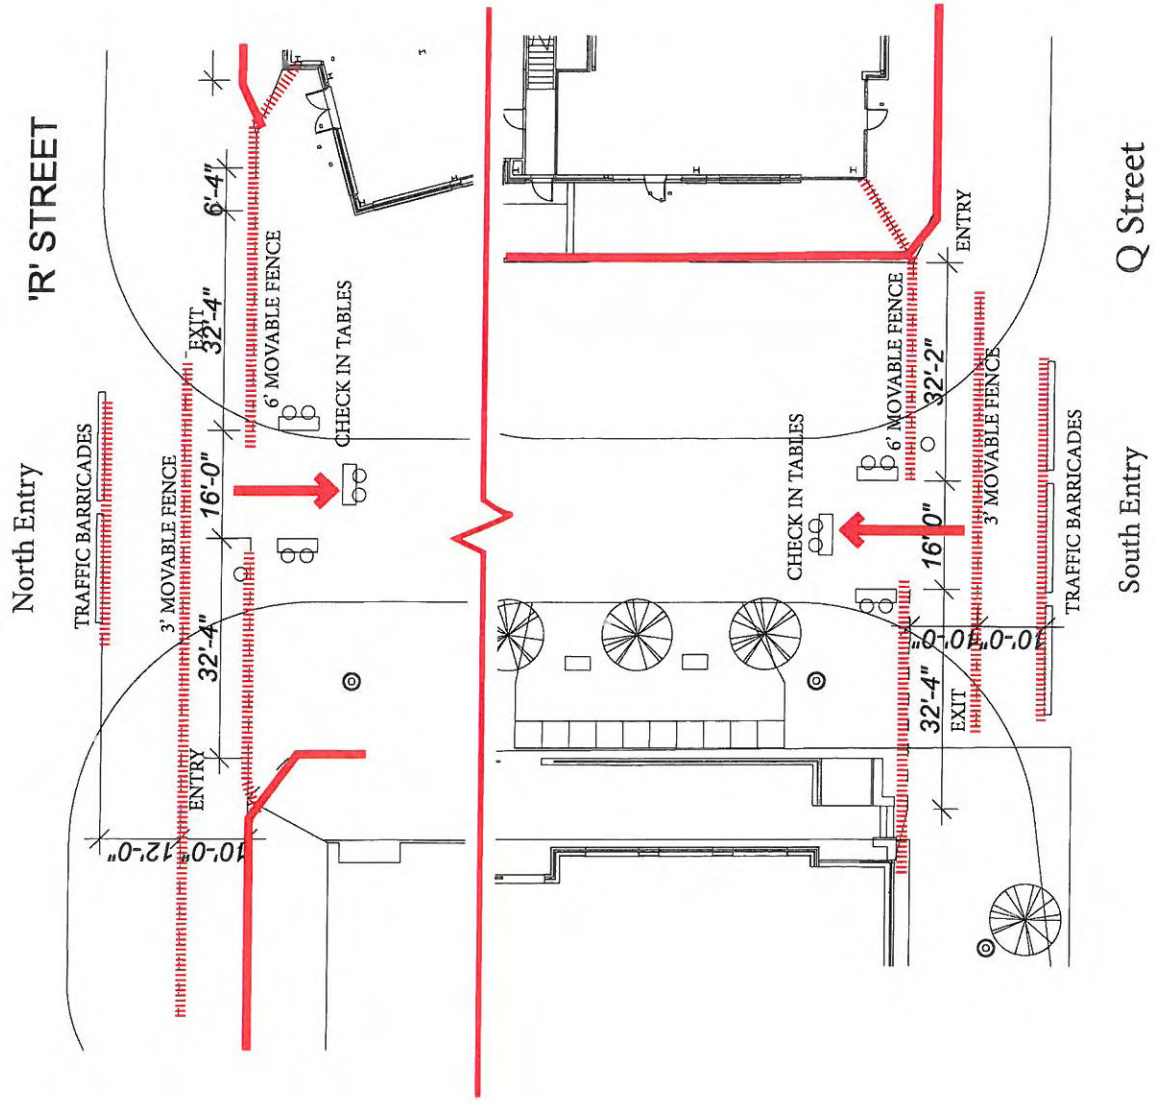 'R' STREET
North Entry
TRAFFIC BARRICADES
3' MOVABLE FENCE
EXIT
ENTRY
6'-4"
32'-4"
16'-0"
32'-4"
12'-0"
10'-0"
6' MOVABLE FENCE
CHECK IN TABLES
CHECK IN TABLES
6' MOVABLE FENCE
ENTRY
32'-2"
16'-0"
32'-4"
EXIT
3' MOVABLE FENCE
10'-0"
10'-0"
TRAFFIC BARRICADES
Q Street
South Entry